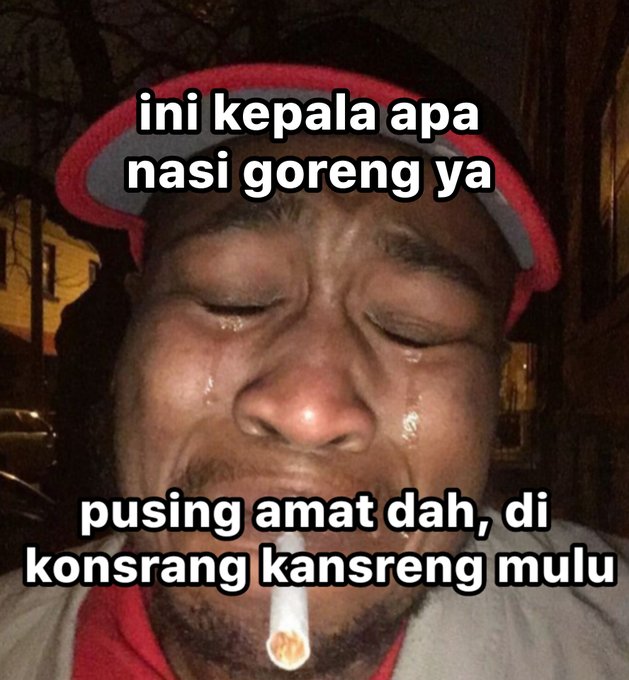 ini kepala apa
nasi goreng ya
pusing amat dah, di
konsrang kansreng mulu